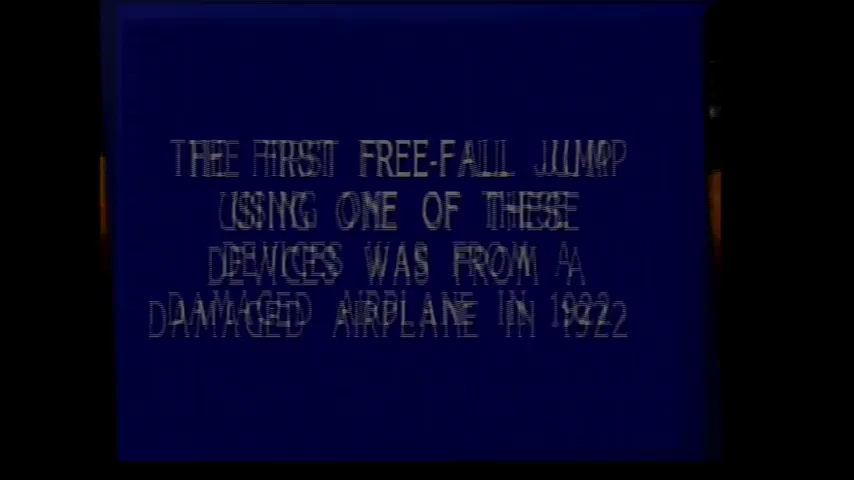 THE FIRST FREE-FALL JUMP
USING ONE OF THESE
DEVICES WAS FROM A
DAMAGED AIRPLANE IN 1922